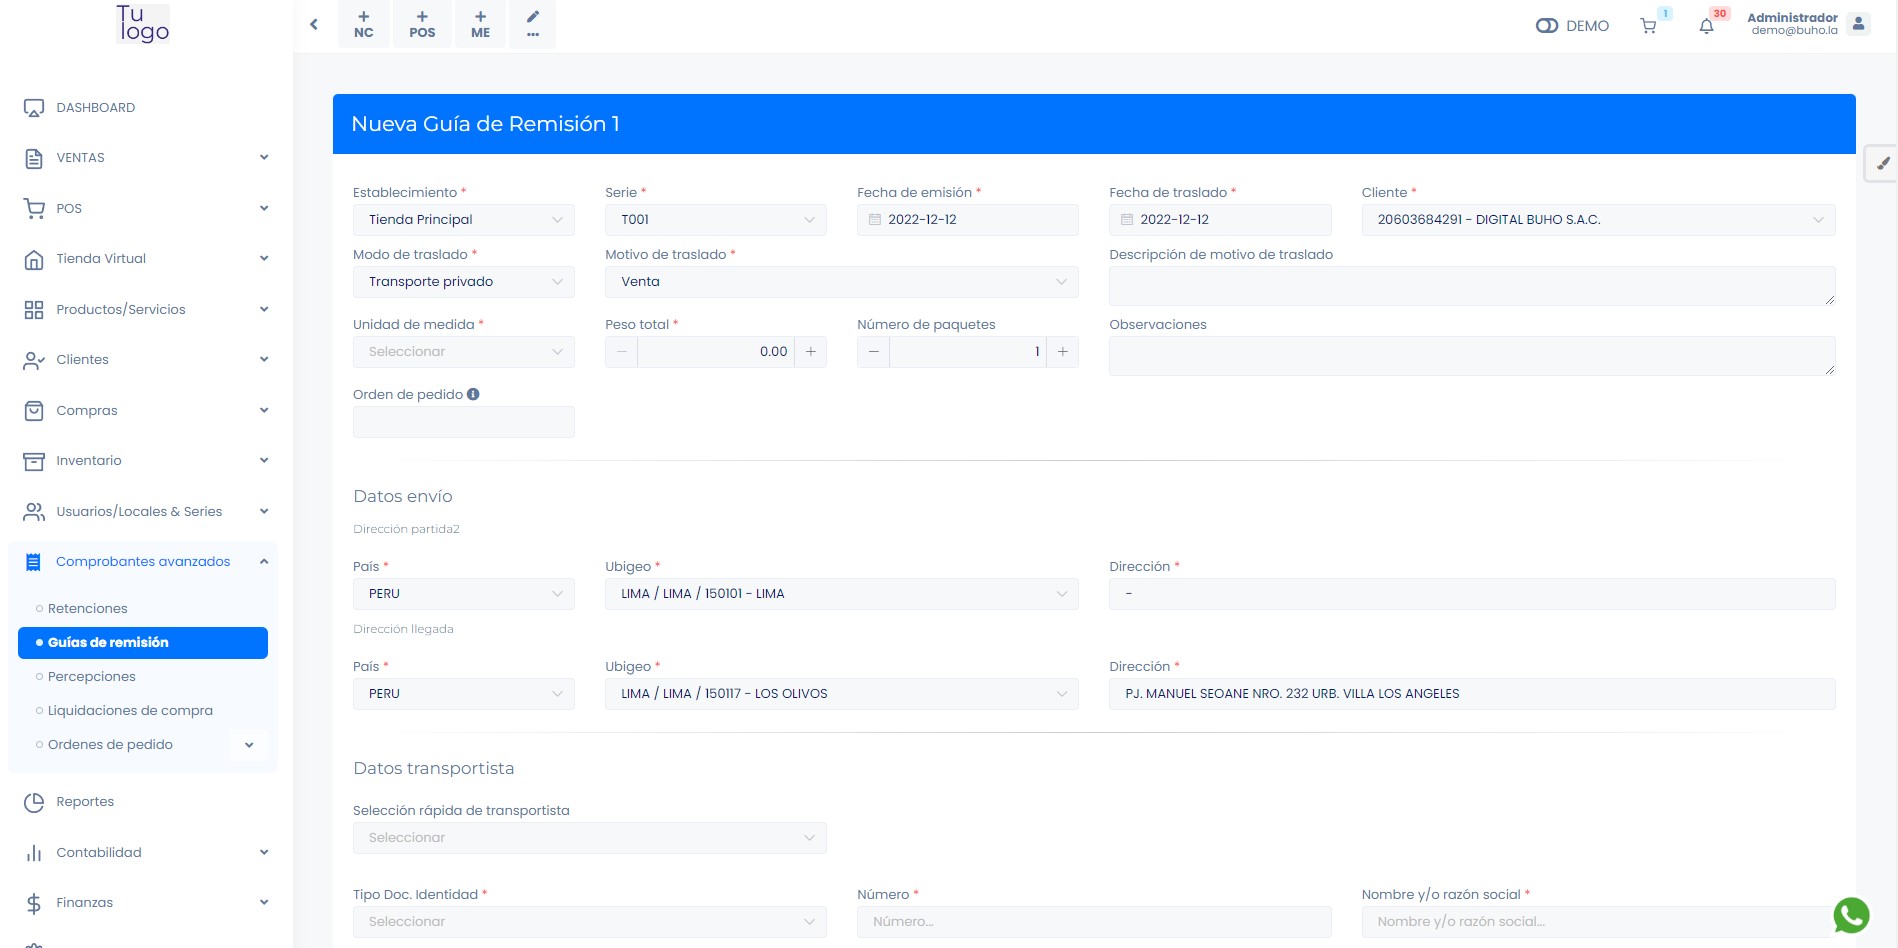 Tu
logo
NC
POS
ME
...
DEMO
1
30
Administrador
demo@buho.la
DASHBOARD
VENTAS
POS
Tienda Virtual
Productos/Servicios
Clientes
Compras
Inventario
Usuarios/Locales & Series
Comprobantes avanzados
Retenciones
Guías de remisión
Percepciones
Liquidaciones de compra
Ordenes de pedido
Reportes
Contabilidad
Finanzas
Nueva Guía de Remisión 1
Establecimiento * Serie * Fecha de emisión * Fecha de traslado * Cliente *
Tienda Principal T001 2022-12-12 2022-12-12 20603684291 - DIGITAL BUHO S.A.C.
Modo de traslado * Motivo de traslado * Descripción de motivo de traslado
Transporte privado Venta
Unidad de medida * Peso total * Número de paquetes Observaciones
Seleccionar 0.00 1
Orden de pedido
Datos envío
Dirección partida2
País * Ubigeo * Dirección *
PERU LIMA / LIMA / 150101 - LIMA -
Dirección llegada
País * Ubigeo * Dirección *
PERU LIMA / LIMA / 150117 - LOS OLIVOS PJ. MANUEL SEOANE NRO. 232 URB. VILLA LOS ANGELES
Datos transportista
Selección rápida de transportista
Seleccionar
Tipo Doc. Identidad * Número * Nombre y/o razón social *
Seleccionar Número... Nombre y/o razón social...